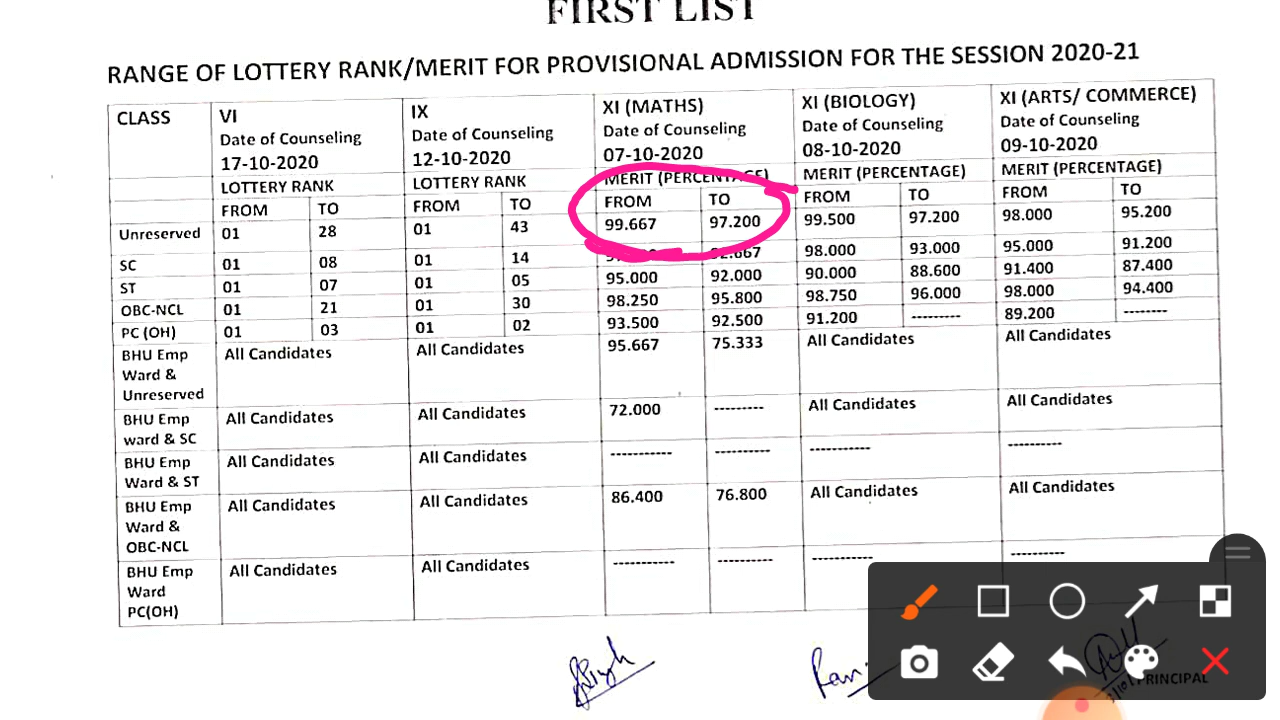 FIRST LIST
RANGE OF LOTTERY RANK/MERIT FOR PROVISIONAL ADMISSION FOR THE SESSION 2020-21
CLASS VI IX XI (MATHS) XI (BIOLOGY) XI (ARTS/ COMMERCE)
Date of Counseling Date of Counseling Date of Counseling Date of Counseling Date of Counseling
17-10-2020 12-10-2020 07-10-2020 08-10-2020 09-10-2020
LOTTERY RANK LOTTERY RANK MERIT (PERCENTAGE) MERIT (PERCENTAGE) MERIT (PERCENTAGE)
FROM TO FROM TO FROM TO FROM TO FROM TO
Unreserved 01 28 01 43 99.667 97.200 99.500 97.200 98.000 95.200
SC 01 08 01 14 98.000 93.000 95.000 91.200
ST 01 07 01 05 95.000 92.000 90.000 88.600 91.400 87.400
OBC-NCL 01 21 01 30 98.250 95.800 98.750 96.000 98.000 94.400
PC (OH) 01 03 01 02 93.500 92.500 91.200 --------- 89.200 --------
BHU Emp All Candidates All Candidates 95.667 75.333 All Candidates All Candidates
Ward &
Unreserved
BHU Emp All Candidates All Candidates 72.000 --------- All Candidates All Candidates
ward & SC
BHU Emp All Candidates All Candidates ----------- ---------- ----------- ----------
Ward & ST
BHU Emp All Candidates All Candidates 86.400 76.800 All Candidates All Candidates
Ward &
OBC-NCL
BHU Emp All Candidates All Candidates ----------- ---------- ----------- ----------
Ward
PC(OH)
PRINCIPAL